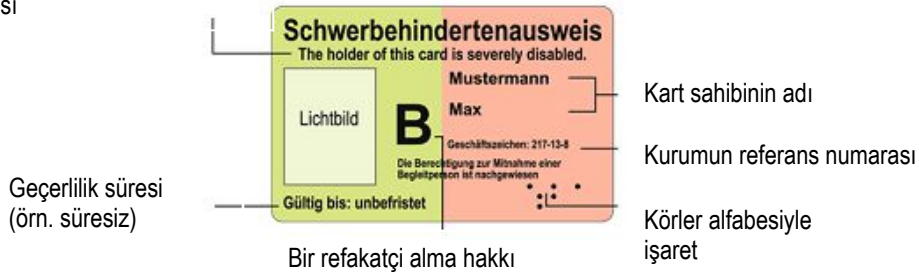 si
Schwerbehindertenausweis
The holder of this card is severely disabled.
Mustermann
Max
Lichtbild
B
Geschäftszeichen: 217-13-8
Die Berechtigung zur Mitnahme einer
Begleitperson ist nachgewiesen
Gültig bis: unbefristet
Kart sahibinin adı
Kurumun referans numarası
Körler alfabesiyle
işaret
Geçerlilik süresi
(örn. süresiz)
Bir refakatçi alma hakkı